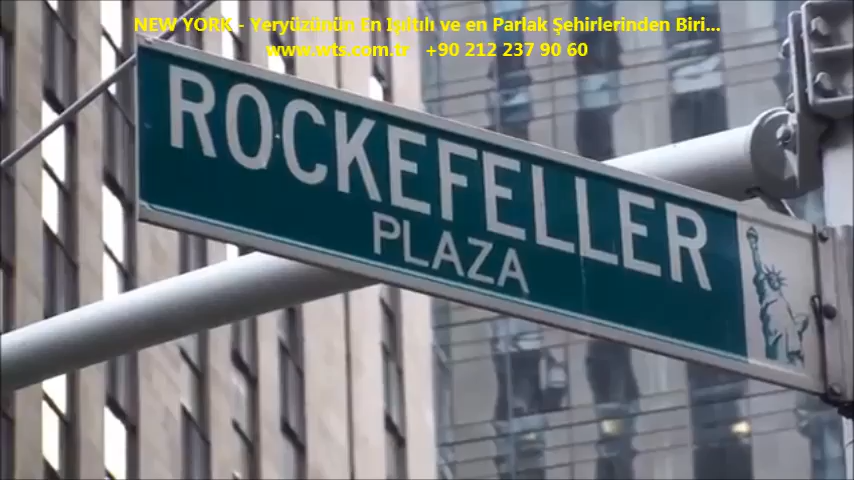 NEW YORK - Yeryüzünün En Işıltılı ve en Parlak Şehirlerinden Biri...
www.wts.com.tr +90 212 237 90 60
ROCKEFELLER
PLAZA